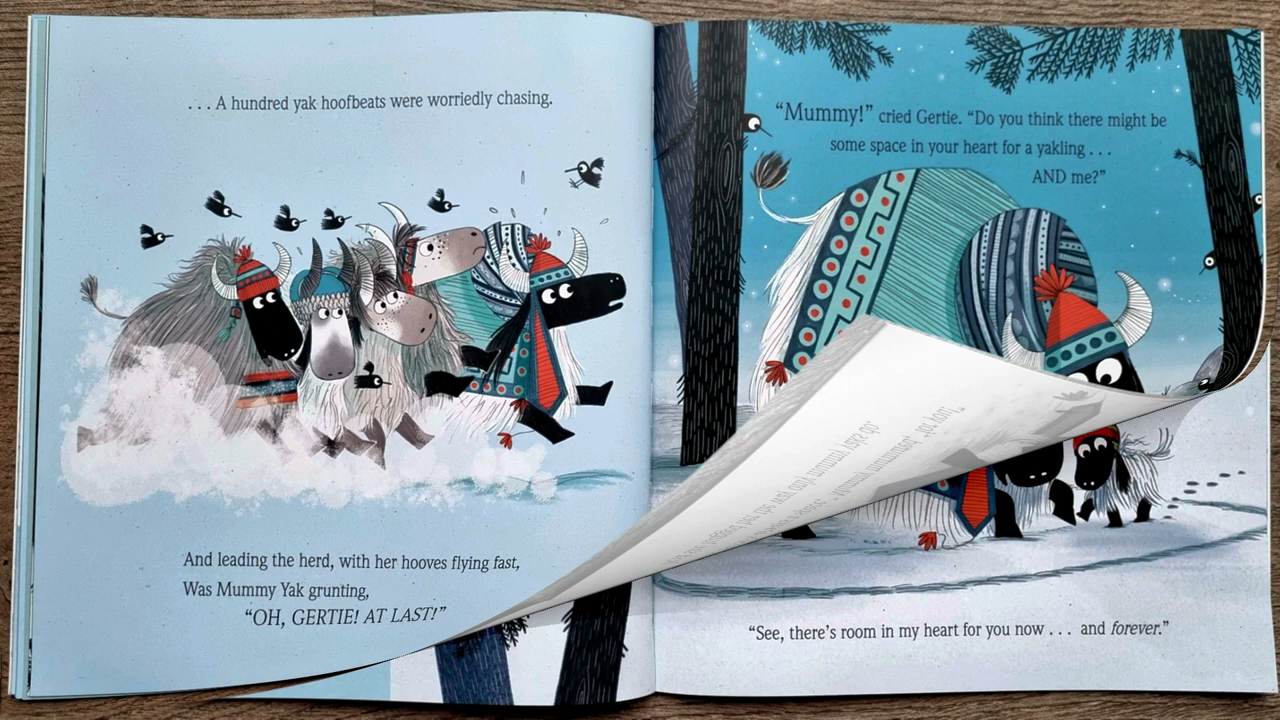 . . . A hundred yak hoofbeats were worriedly chasing.
And leading the herd, with her hooves flying fast,
Was Mummy Yak grunting,
“OH, GERTIE! AT LAST!”
“Mummy!” cried Gertie. “Do you think there might be
some space in your heart for a yakling . . .
AND me?”
“See, there’s room in my heart for you now . . . and forever.”